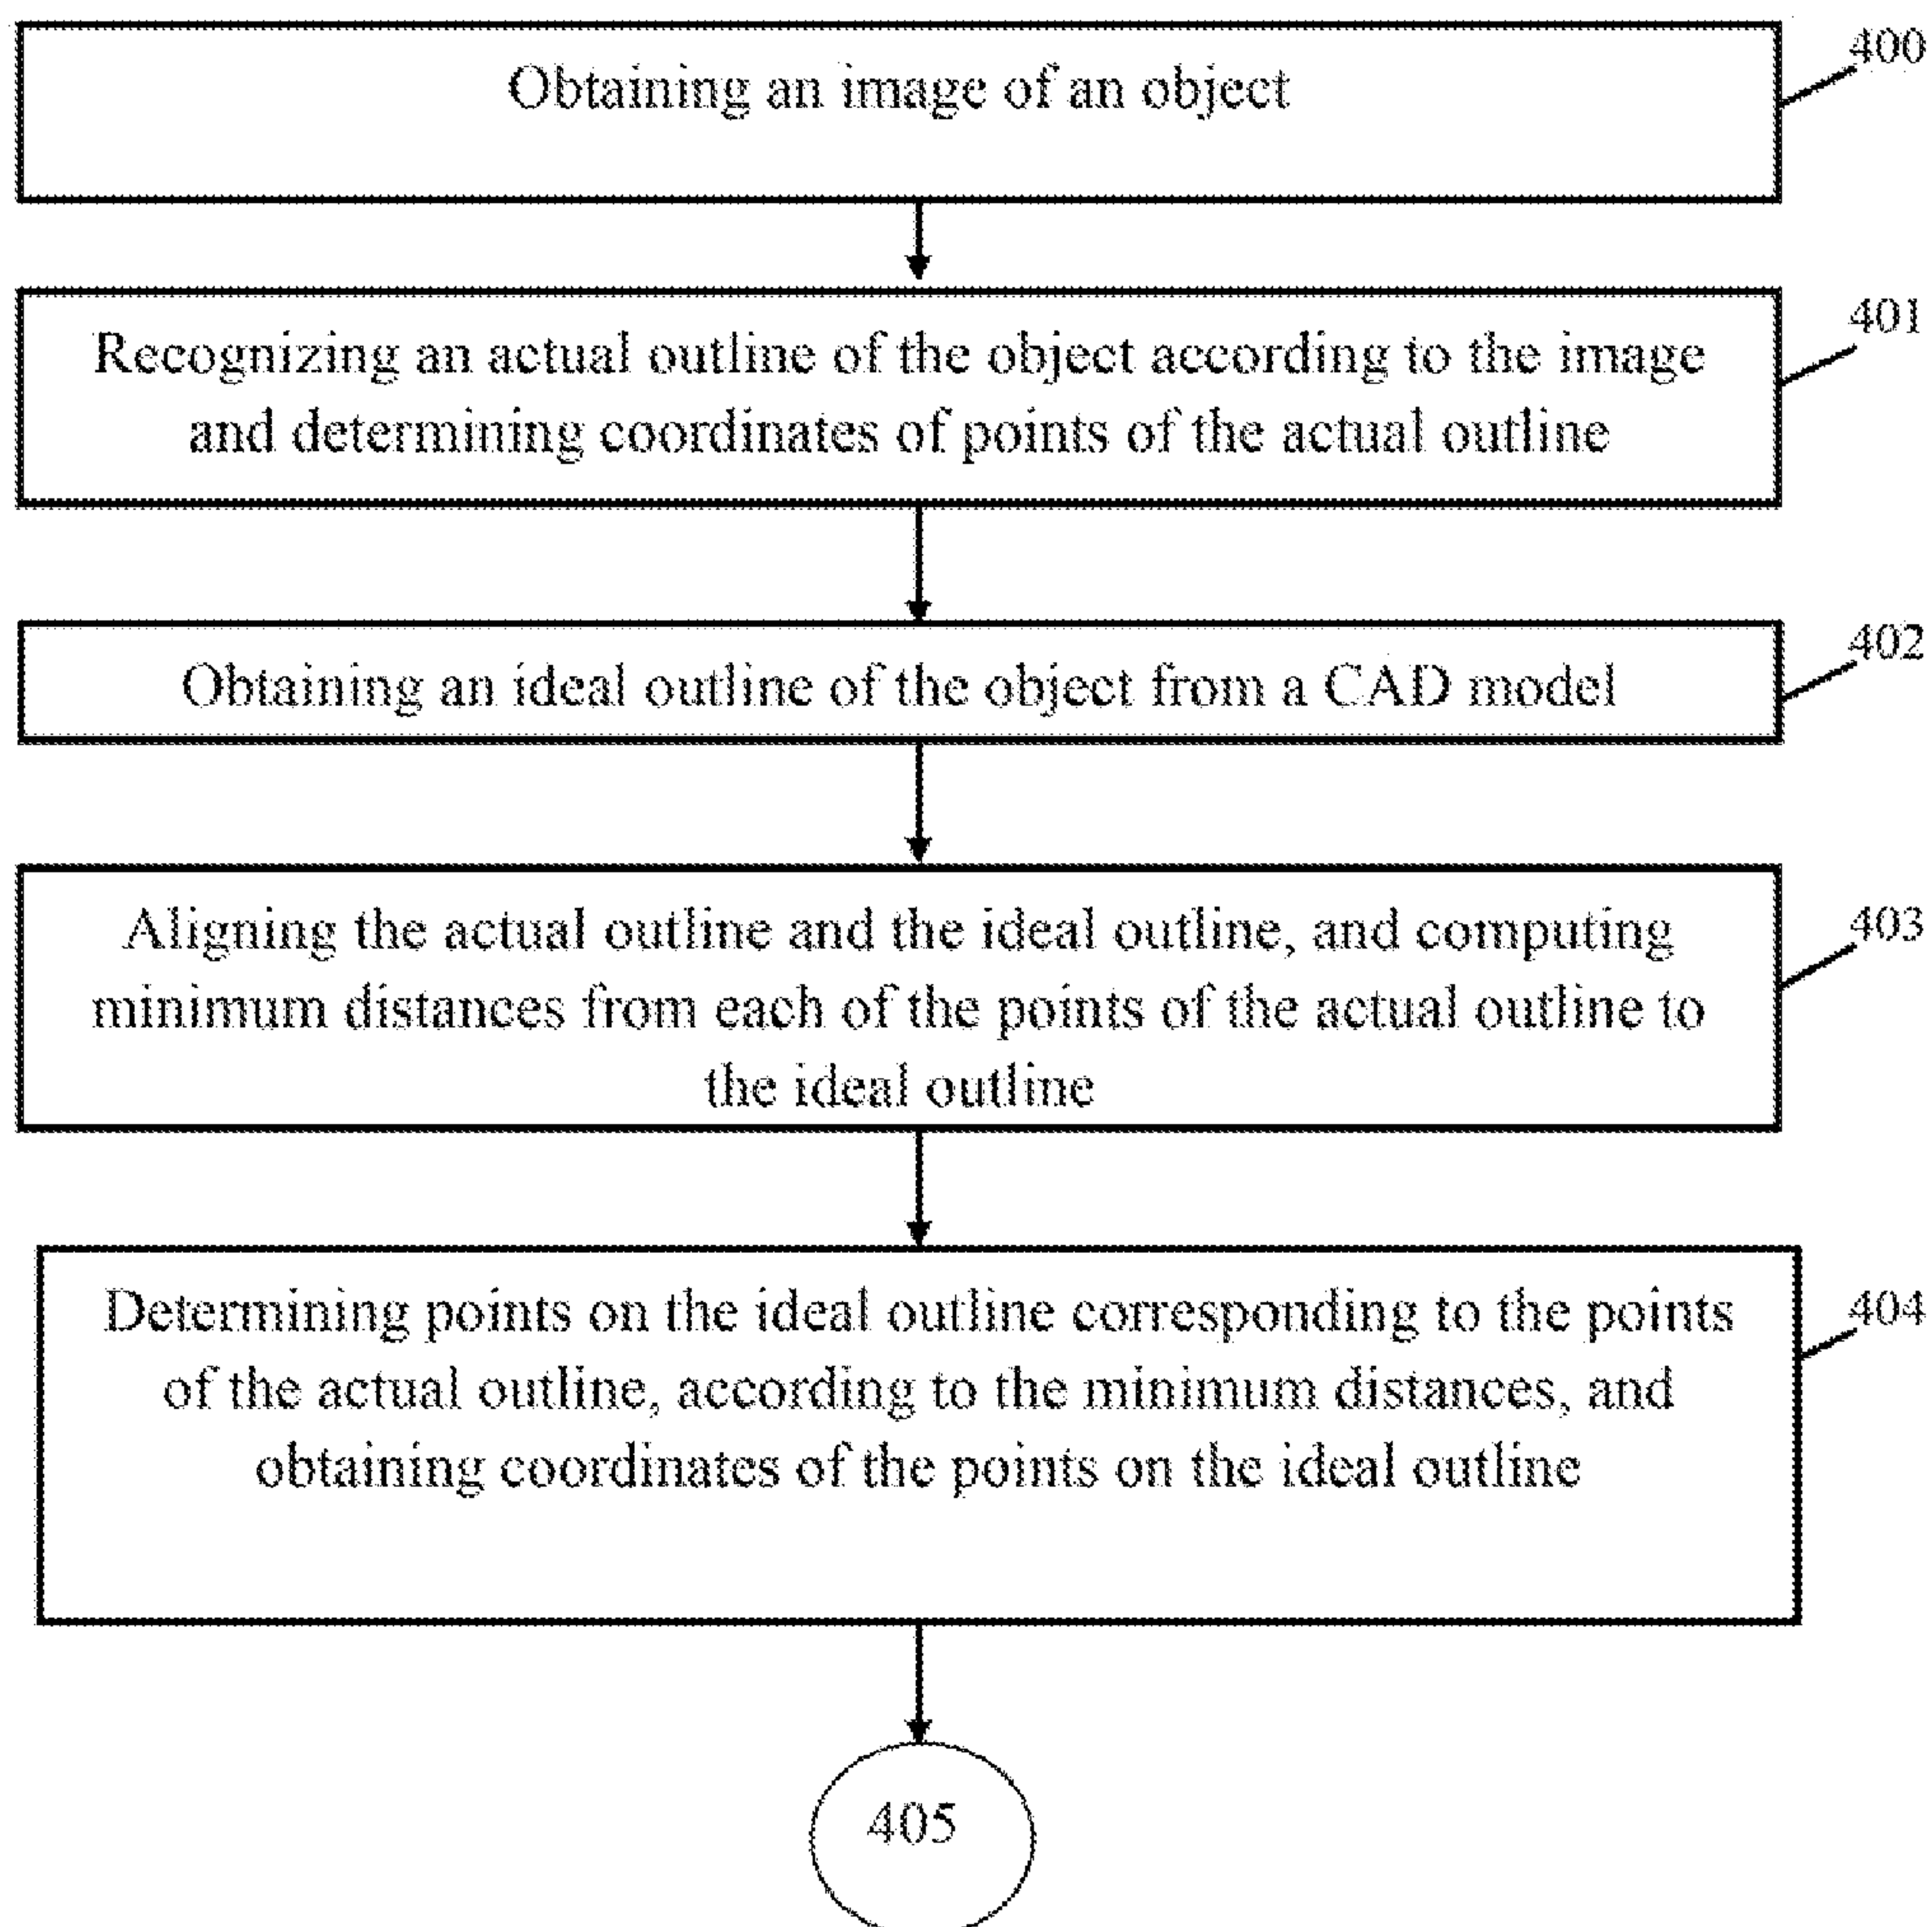 Obtaining an image of an object
400
Recognizing an actual outline of the object according to the image
and determining coordinates of points of the actual outline
401
Obtaining an ideal outline of the object from a CAD model
402
Aligning the actual outline and the ideal outline, and computing
minimum distances from each of the points of the actual outline to
the ideal outline
403
Determining points on the ideal outline corresponding to the points
of the actual outline, according to the minimum distances, and
obtaining coordinates of the points on the ideal outline
404
405